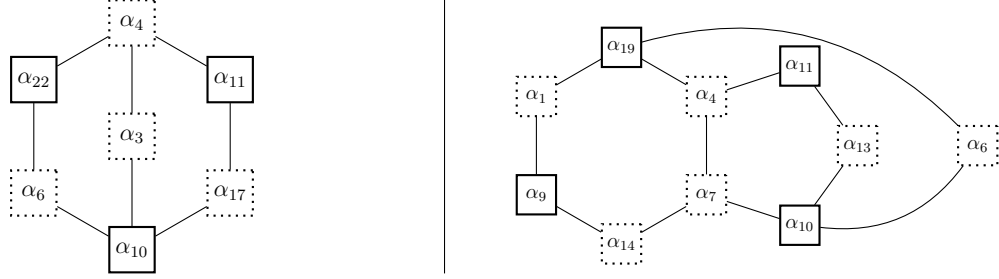 α₄
α₂₂ α₁₁
α₃
α₆ α₁₇
α₁₀
α₁₉
α₁₁
α₁ α₄
α₁₃ α₆
α₉ α₇
α₁₀
α₁₄